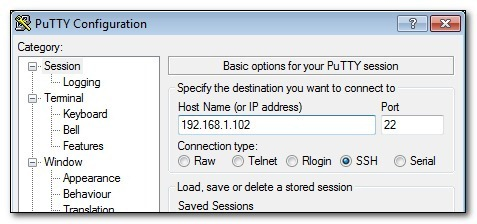 PuTTY Configuration
Category:
Session
Logging
Terminal
Keyboard
Bell
Features
Window
Appearance
Behaviour
Translation
Basic options for your PuTTY session
Specify the destination you want to connect to
Host Name (or IP address) Port
192.168.1.102 22
Connection type:
Raw Telnet Rlogin SSH Serial
Load, save or delete a stored session
Saved Sessions